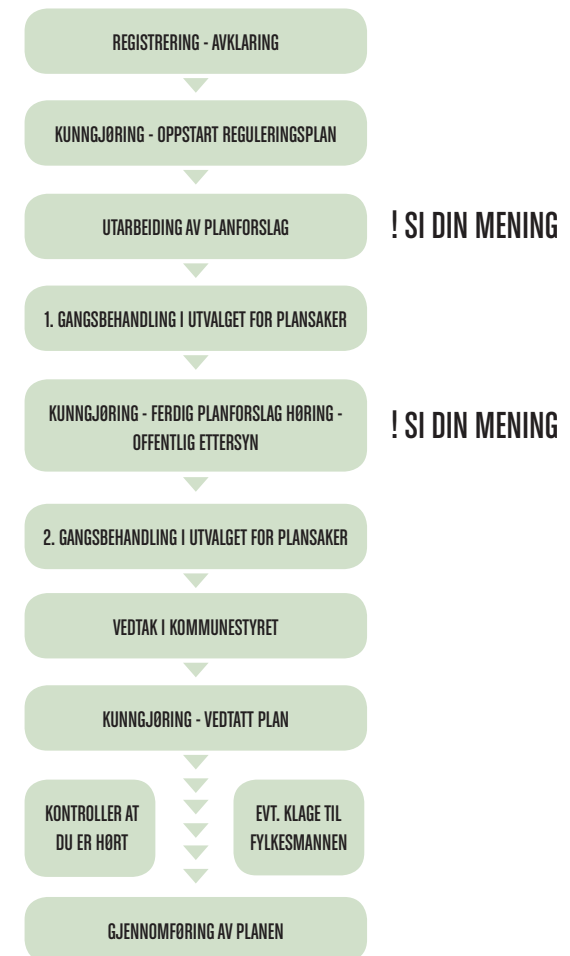 REGISTRERING - AVKLARING
KUNNGJØRING - OPPSTART REGULERINGSPLAN
UTARBEIDING AV PLANFORSLAG
! SI DIN MENING
1. GANGSBEHANDLING I UTVALGET FOR PLANSAKER
KUNNGJØRING - FERDIG PLANFORSLAG HØRING -
OFFENTLIG ETTERSYN
! SI DIN MENING
2. GANGSBEHANDLING I UTVALGET FOR PLANSAKER
VEDTAK I KOMMUNESTYRET
KUNNGJØRING - VEDTATT PLAN
KONTROLLER AT
DU ER HØRT
EVT. KLAGE TIL
FYLKESMANNEN
GJENNOMFØRING AV PLANEN